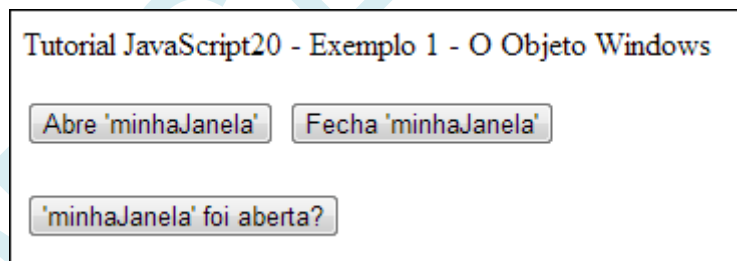 Tutorial JavaScript20 - Exemplo 1 - O Objeto Windows
Abre 'minhaJanela' Fecha 'minhaJanela'
'minhaJanela' foi aberta?